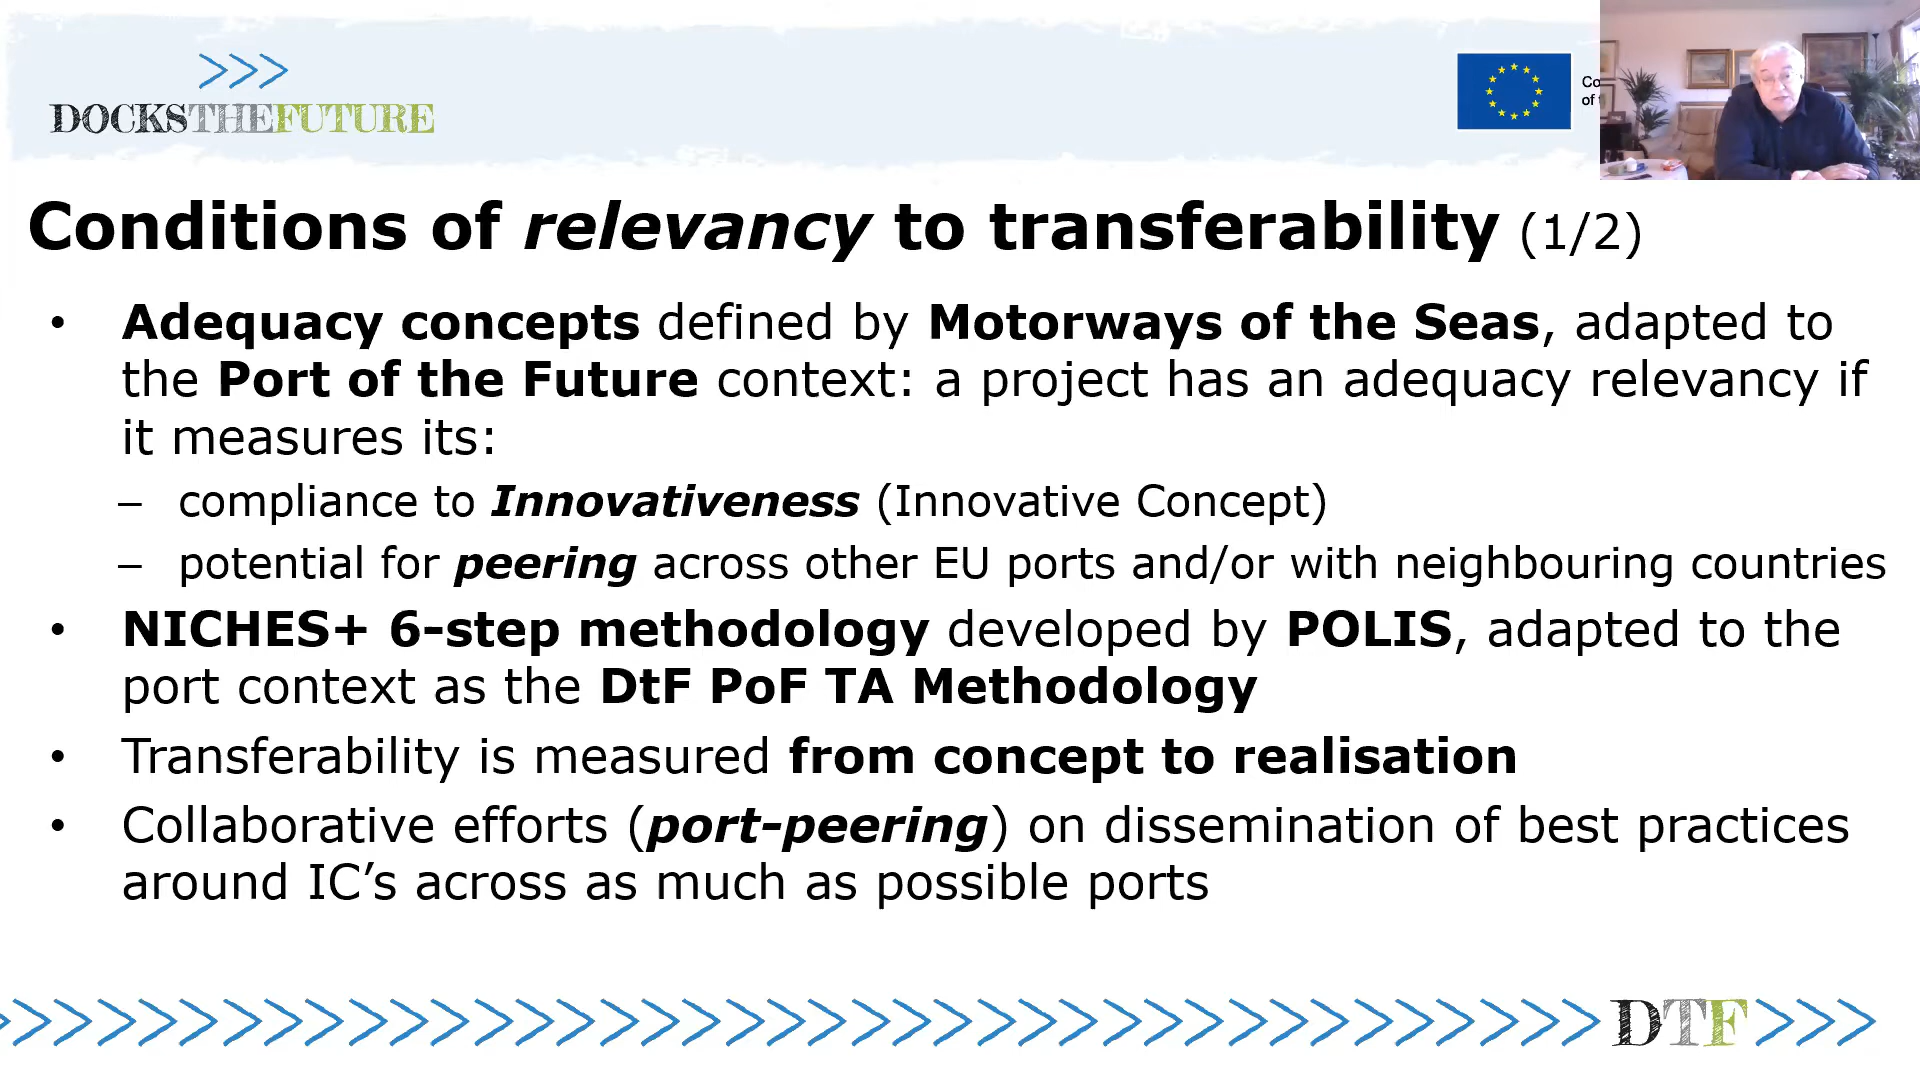 DOCKSTHEFUTURE
Conditions of relevancy to transferability (1/2)
• Adequacy concepts defined by Motorways of the Seas, adapted to
the Port of the Future context: a project has an adequacy relevancy if
it measures its:
– compliance to Innovativeness (Innovative Concept)
– potential for peering across other EU ports and/or with neighbouring countries
• NICHES+ 6-step methodology developed by POLIS, adapted to the
port context as the DtF PoF TA Methodology
• Transferability is measured from concept to realisation
• Collaborative efforts (port-peering) on dissemination of best practices
around IC’s across as much as possible ports
DTF